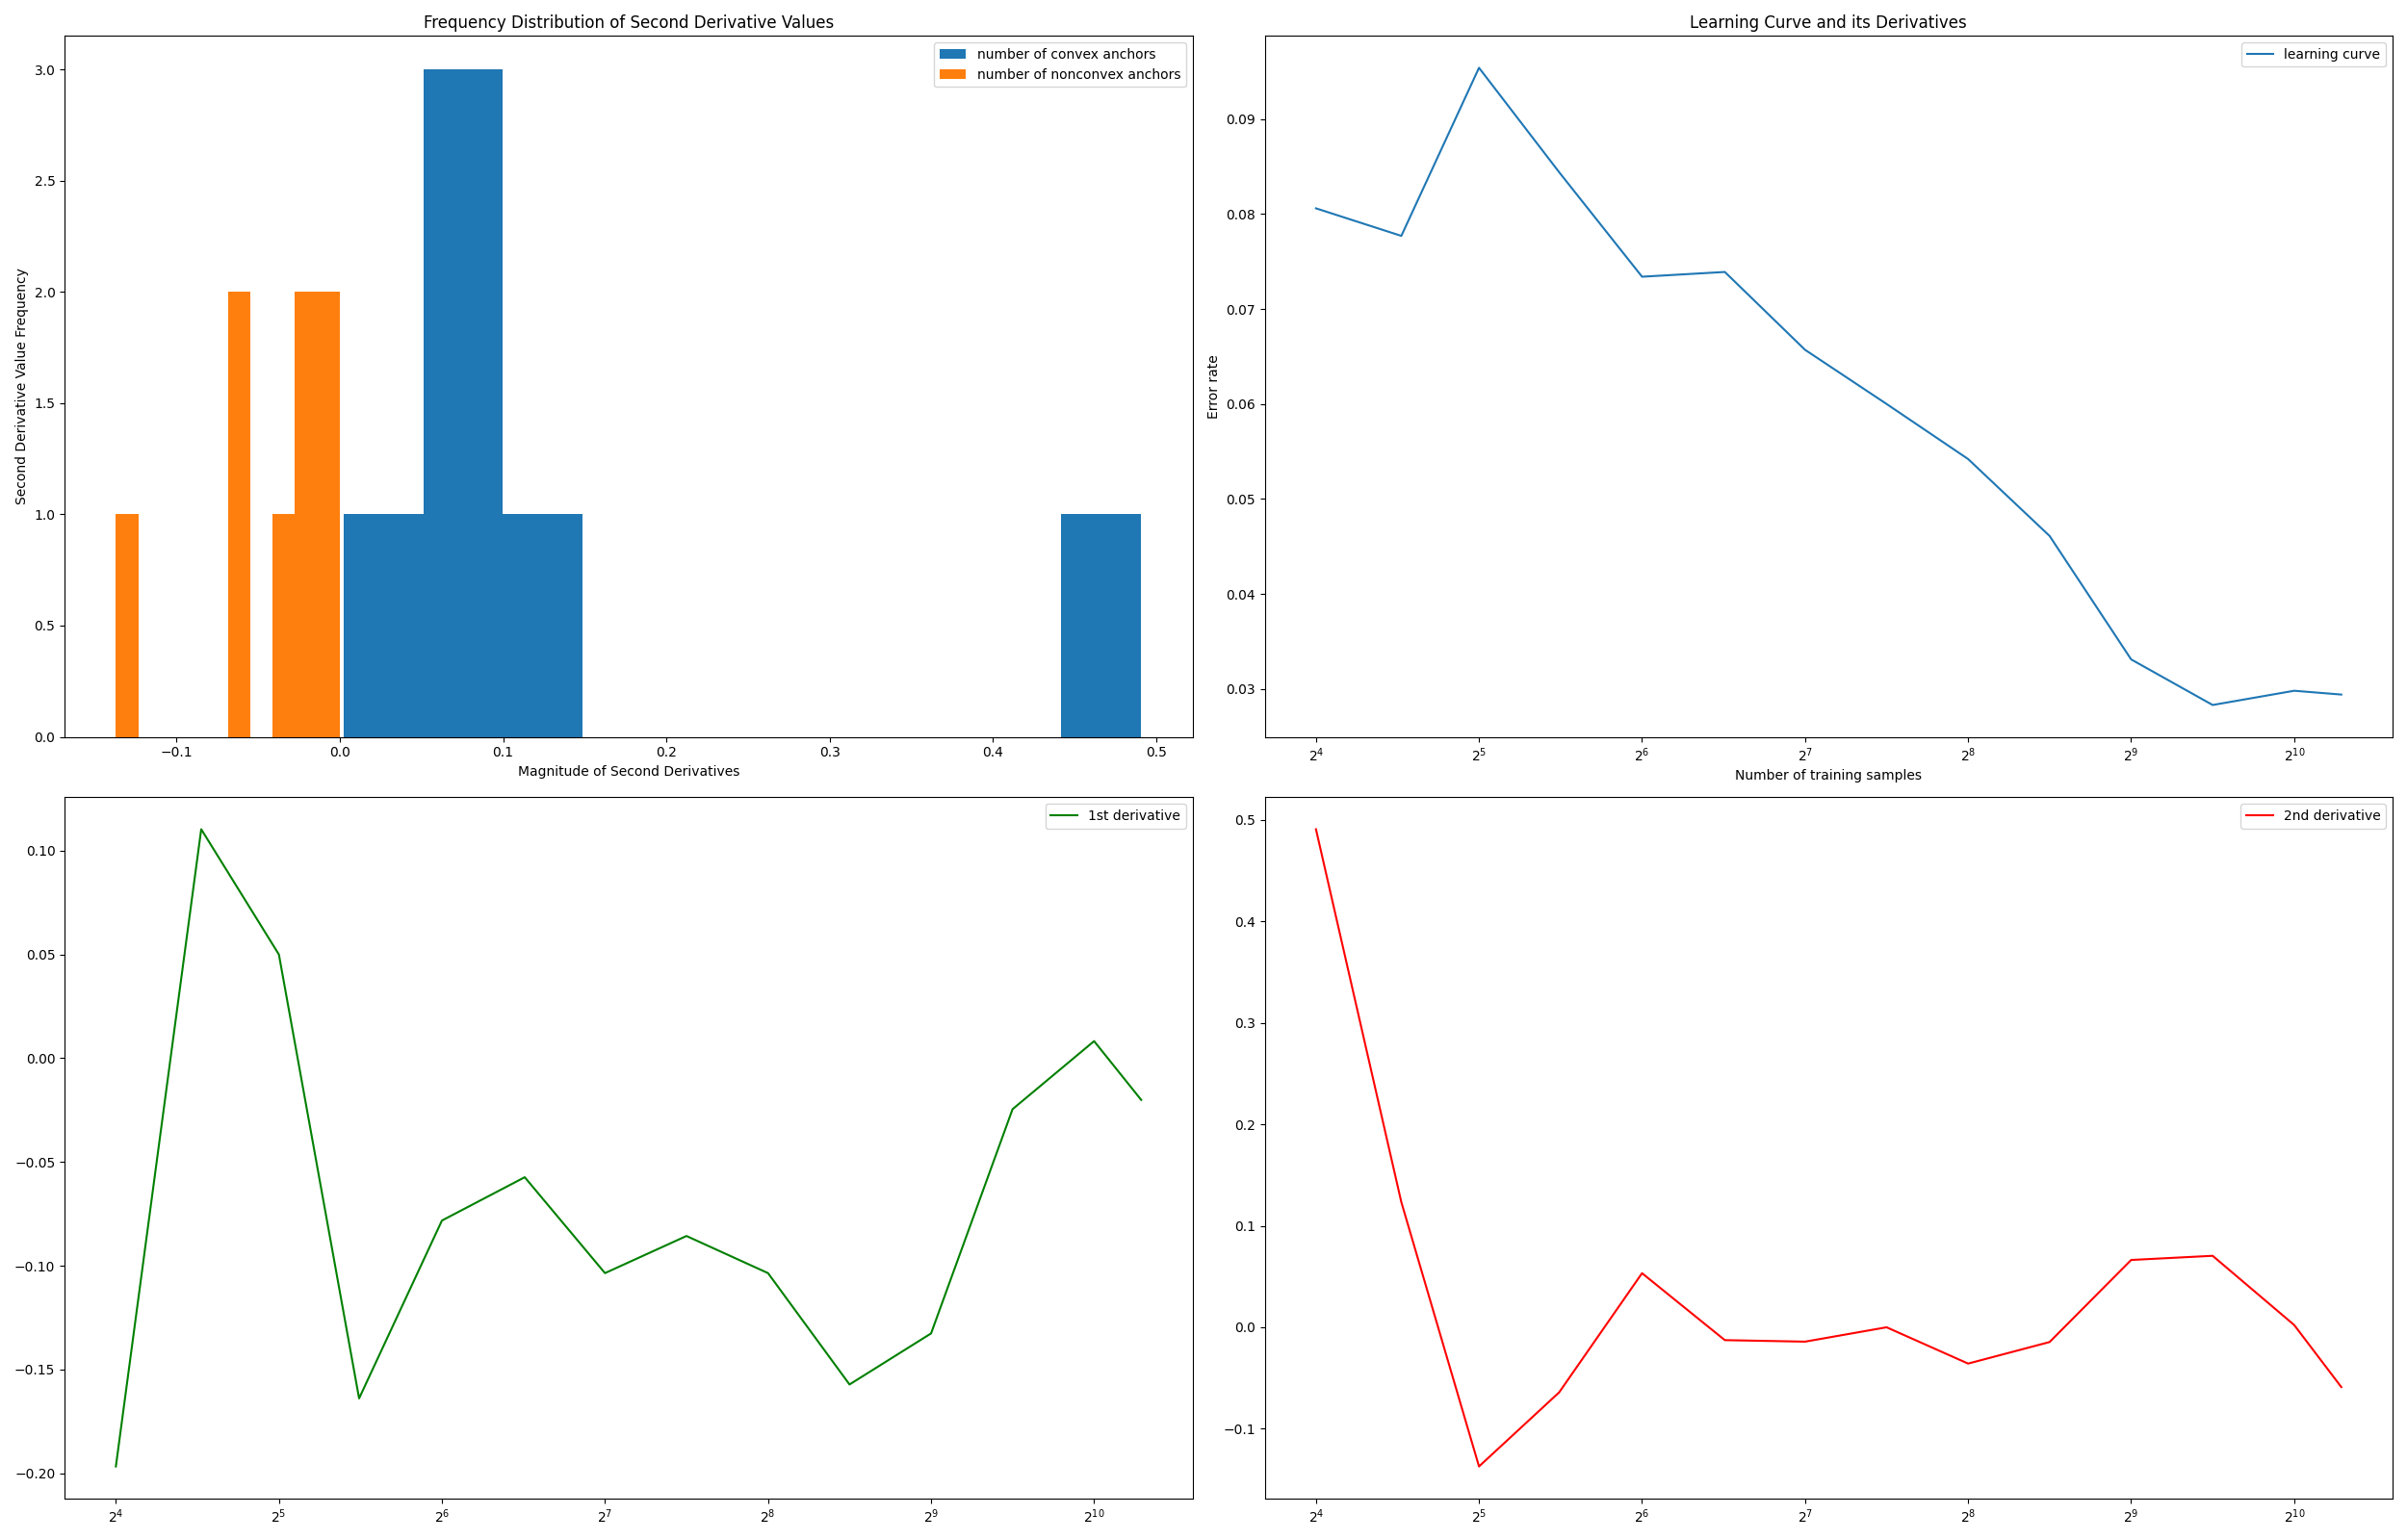 Frequency Distribution of Second Derivative Values
number of convex anchors
number of nonconvex anchors
Second Derivative Value Frequency
3.0
2.5
2.0
1.5
1.0
0.5
0.0
−0.1 0.0 0.1 0.2 0.3 0.4 0.5
Magnitude of Second Derivatives
Learning Curve and its Derivatives
learning curve
Error rate
0.09
0.08
0.07
0.06
0.05
0.04
0.03
2⁴ 2⁵ 2⁶ 2⁷ 2⁸ 2⁹ 2¹⁰
Number of training samples
1st derivative
0.10
0.05
0.00
−0.05
−0.10
−0.15
−0.20
2⁴ 2⁵ 2⁶ 2⁷ 2⁸ 2⁹ 2¹⁰
2nd derivative
0.5
0.4
0.3
0.2
0.1
0.0
−0.1
2⁴ 2⁵ 2⁶ 2⁷ 2⁸ 2⁹ 2¹⁰